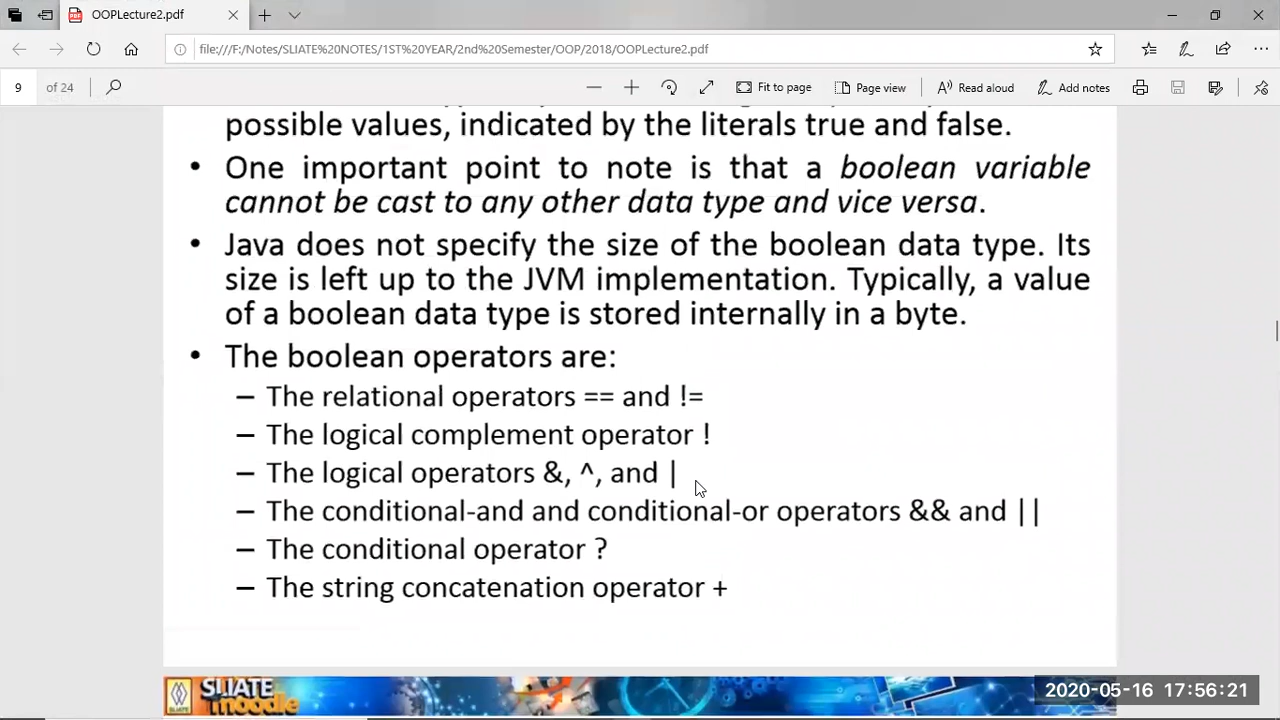 OOPLecture2.pdf
file:///F:/Notes/SLIATE%20NOTES/1ST%20YEAR/2nd%20Semester/OOP/2018/OOPLecture2.pdf
9 of 24
Fit to page
Page view
Read aloud
Add notes
possible values, indicated by the literals true and false.
• One important point to note is that a boolean variable
cannot be cast to any other data type and vice versa.
• Java does not specify the size of the boolean data type. Its
size is left up to the JVM implementation. Typically, a value
of a boolean data type is stored internally in a byte.
• The boolean operators are:
– The relational operators == and !=
– The logical complement operator !
– The logical operators &, ^, and |
– The conditional-and and conditional-or operators && and ||
– The conditional operator ?
– The string concatenation operator +
SLIATE
moodle
SLIATE
2020-05-16 17:56:21